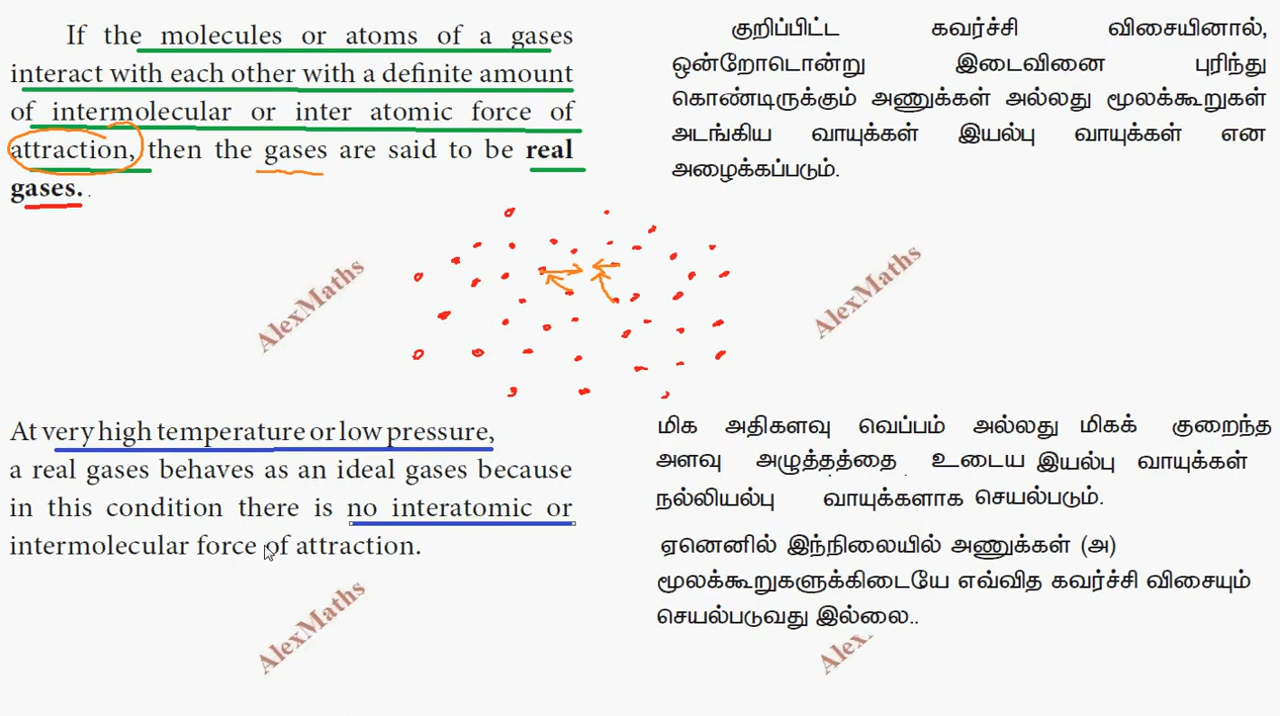 If the molecules or atoms of a gases
interact with each other with a definite amount
of intermolecular or inter atomic force of
attraction, then the gases are said to be real
gases.
குறிப்பிட்ட கவர்ச்சி விசையினால்,
ஒன்றோடொன்று இடைவினை புரிந்து
கொண்டிருக்கும் அணுக்கள் அல்லது மூலக்கூறுகள்
அடங்கிய வாயுக்கள் இயல்பு வாயுக்கள் என
அழைக்கப்படும்.
AlexMaths
AlexMaths
At very high temperature or low pressure,
a real gases behaves as an ideal gases because
in this condition there is no interatomic or
intermolecular force of attraction.
மிக அதிகளவு வெப்பம் அல்லது மிகக் குறைந்த
அளவு அழுத்தத்தை உடைய இயல்பு வாயுக்கள்
நல்லியல்பு வாயுக்களாக செயல்படும்.
ஏனெனில் இந்நிலையில் அணுக்கள் (அ)
மூலக்கூறுகளுக்கிடையே எவ்வித கவர்ச்சி விசையும்
செயல்படுவது இல்லை..
AlexMaths
Alex